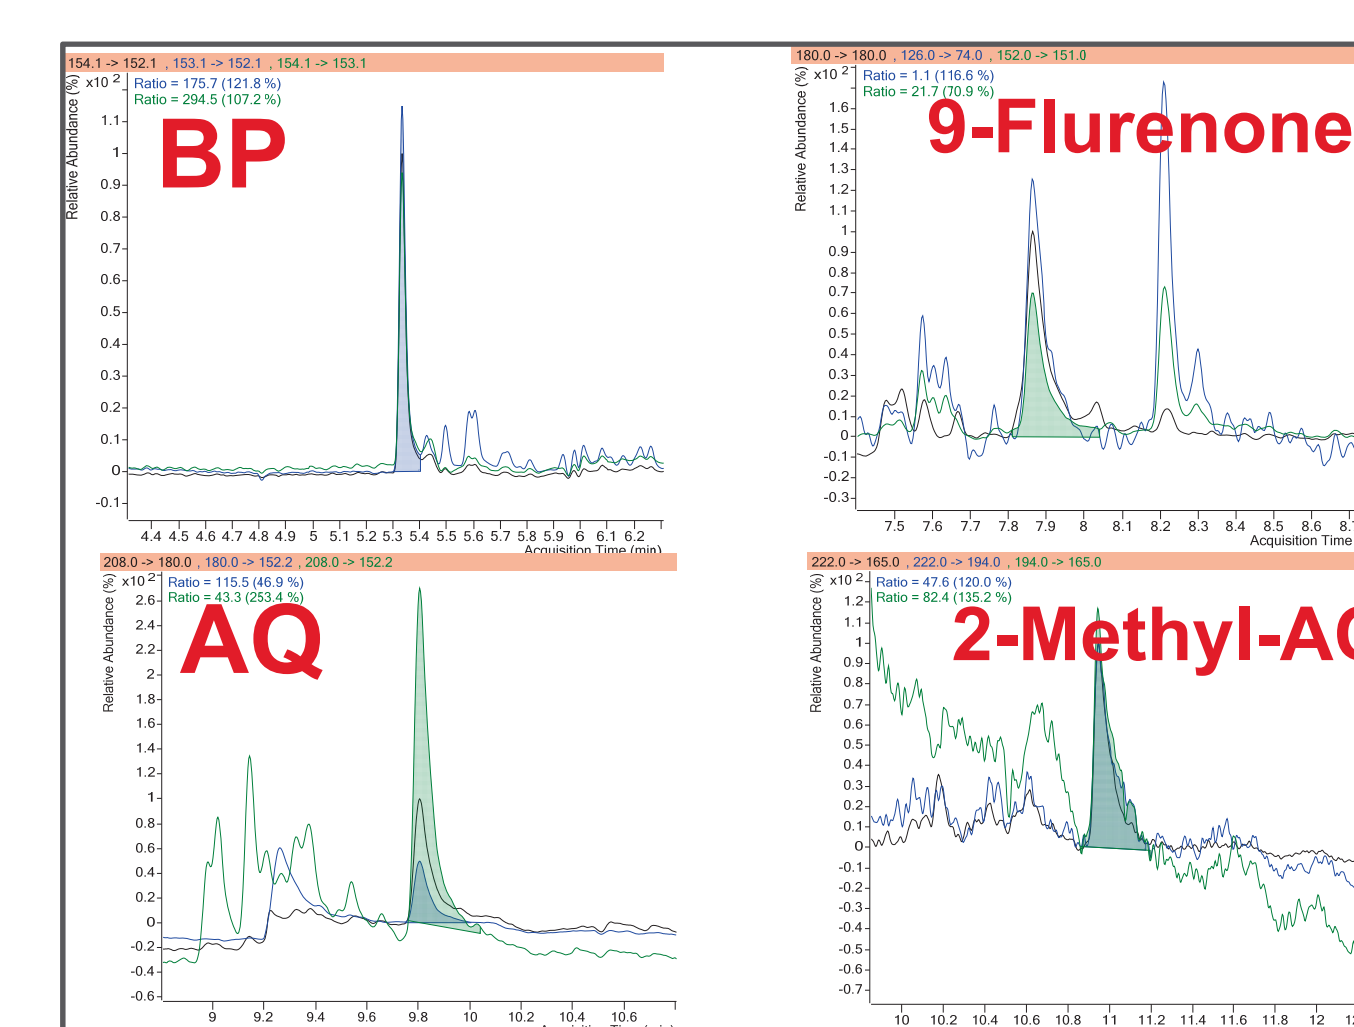 154.1 -> 152.1 , 153.1 -> 152.1 , 154.1 -> 153.1
x10 2
Ratio = 175.7 (121.8 %)
Ratio = 294.5 (107.2 %)
BP
Relative Abundance (%)
1.1
1
0.9
0.8
0.7
0.6
0.5
0.4
0.3
0.2
0.1
0
-0.1
4.4 4.5 4.6 4.7 4.8 4.9 5 5.1 5.2 5.3 5.4 5.5 5.6 5.7 5.8 5.9 6 6.1 6.2
Acquisition Time (min)
180.0 -> 180.0 , 126.0 -> 74.0 , 152.0 -> 151.0
x10 2
Ratio = 1.1 (116.6 %)
Ratio = 21.7 (70.9 %)
9-Flurenone
Relative Abundance (%)
1.6
1.5
1.4
1.3
1.2
1.1
1
0.9
0.8
0.7
0.6
0.5
0.4
0.3
0.2
0.1
0
-0.1
-0.2
-0.3
7.5 7.6 7.7 7.8 7.9 8 8.1 8.2 8.3 8.4 8.5 8.6
Acquisition Time
208.0 -> 180.0 , 180.0 -> 152.2 , 208.0 -> 152.2
x10 2
Ratio = 115.5 (46.9 %)
Ratio = 43.3 (253.4 %)
AQ
Relative Abundance (%)
2.6
2.4
2.2
2
1.8
1.6
1.4
1.2
1
0.8
0.6
0.4
0.2
0
-0.2
-0.4
-0.6
9 9.2 9.4 9.6 9.8 10 10.2 10.4 10.6
222.0 -> 165.0 , 222.0 -> 194.0 , 194.0 -> 165.0
x10 2
Ratio = 47.6 (120.0 %)
Ratio = 82.4 (135.2 %)
2-Methyl-AQ
Relative Abundance (%)
1.2
1.1
1
0.9
0.8
0.7
0.6
0.5
0.4
0.3
0.2
0.1
0
-0.1
-0.2
-0.3
-0.4
-0.5
-0.6
-0.7
10 10.2 10.4 10.6 10.8 11 11.2 11.4 11.6 11.8 12